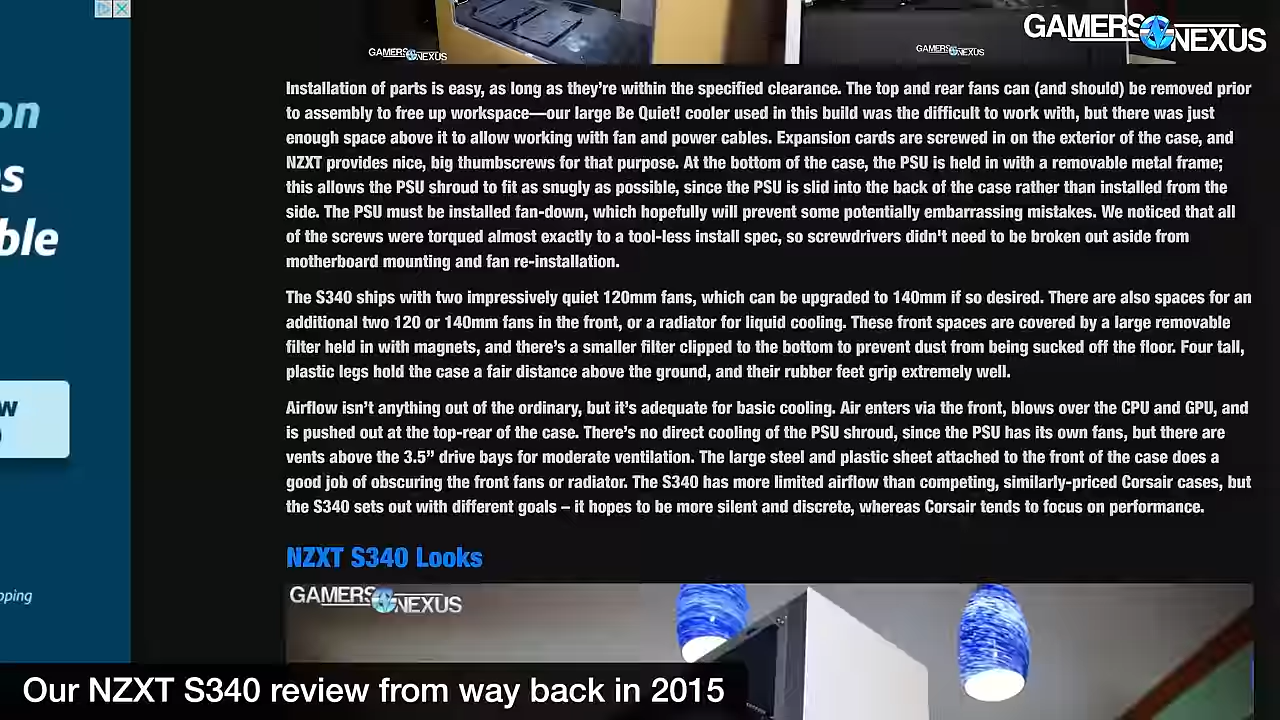 GAMERS NEXUS
GAMERS NEXUS
GAMERS NEXUS
on
s
ble
w
pping
Installation of parts is easy, as long as they're within the specified clearance. The top and rear fans can (and should) be removed prior
to assembly to free up workspace—our large Be Quiet! cooler used in this build was the difficult to work with, but there was just
enough space above it to allow working with fan and power cables. Expansion cards are screwed in on the exterior of the case, and
NZXT provides nice, big thumbscrews for that purpose. At the bottom of the case, the PSU is held in with a removable metal frame;
this allows the PSU shroud to fit as snugly as possible, since the PSU is slid into the back of the case rather than installed from the
side. The PSU must be installed fan-down, which hopefully will prevent some potentially embarrassing mistakes. We noticed that all
of the screws were torqued almost exactly to a tool-less install spec, so screwdrivers didn't need to be broken out aside from
motherboard mounting and fan re-installation.
The S340 ships with two impressively quiet 120mm fans, which can be upgraded to 140mm if so desired. There are also spaces for an
additional two 120 or 140mm fans in the front, or a radiator for liquid cooling. These front spaces are covered by a large removable
filter held in with magnets, and there's a smaller filter clipped to the bottom to prevent dust from being sucked off the floor. Four tall,
plastic legs hold the case a fair distance above the ground, and their rubber feet grip extremely well.
Airflow isn't anything out of the ordinary, but it's adequate for basic cooling. Air enters via the front, blows over the CPU and GPU, and
is pushed out at the top-rear of the case. There's no direct cooling of the PSU shroud, since the PSU has its own fans, but there are
vents above the 3.5” drive bays for moderate ventilation. The large steel and plastic sheet attached to the front of the case does a
good job of obscuring the front fans or radiator. The S340 has more limited airflow than competing, similarly-priced Corsair cases, but
the S340 sets out with different goals – it hopes to be more silent and discrete, whereas Corsair tends to focus on performance.
NZXT S340 Looks
GAMERS NEXUS
Our NZXT S340 review from way back in 2015